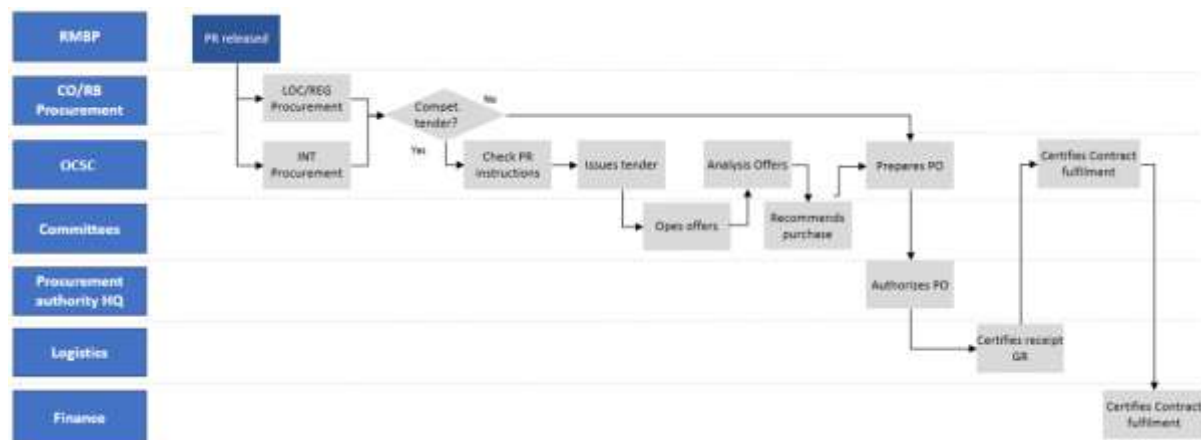 RMBP
PR released
CO/RB
Procurement
LOC/REG
Procurement
Compet.
tender?
No
Yes
OCSC
INT
Procurement
Check PR
instructions
Issues tender
Analysis Offers
Prepares PO
Certifies Contract
fulfilment
Committees
Opes offers
Recommends
purchase
Procurement
authority HQ
Authorizes PO
Logistics
Certifies receipt
GR
Finance
Certifies Contract
fulfilment